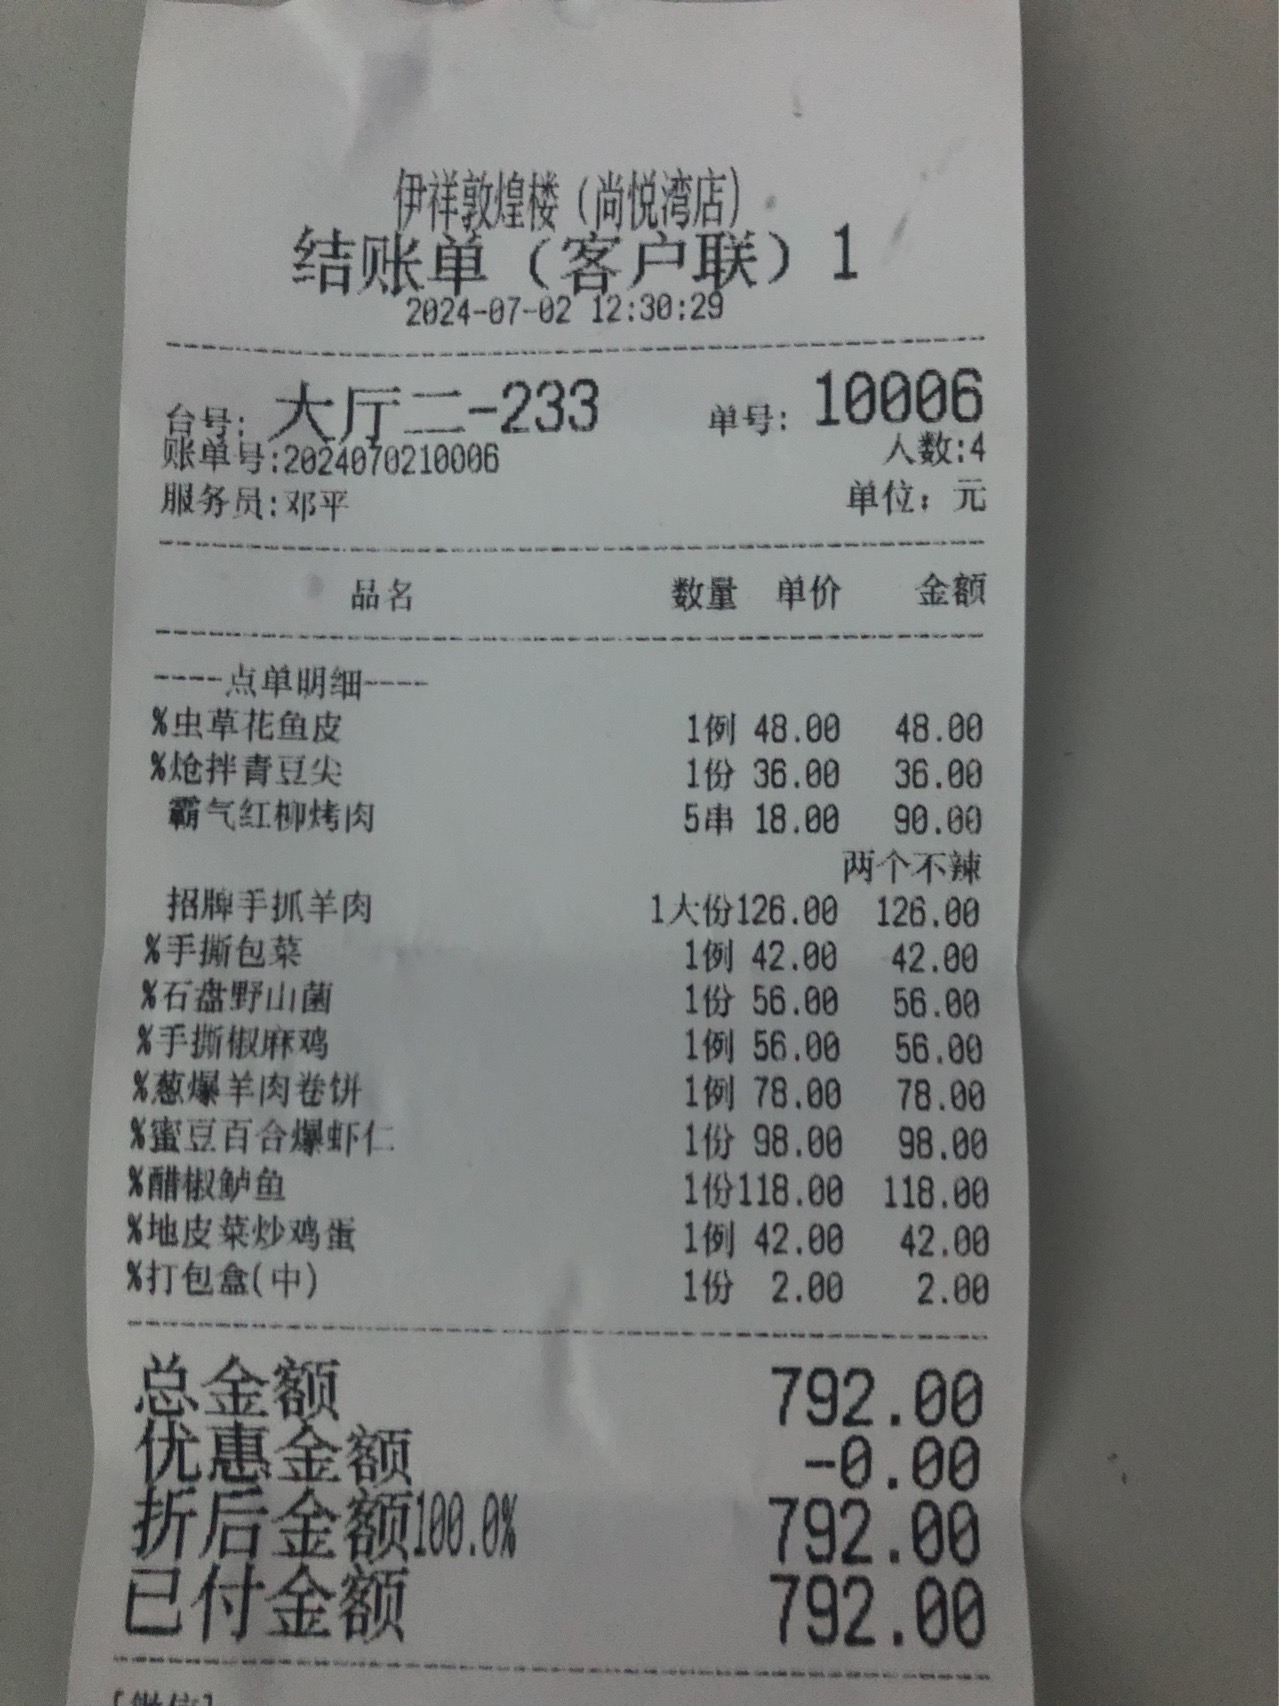 伊祥敦煌楼（尚悦湾店）
结账单（客户联）1
2024-07-02 12:30:29
台号: 大厅二-233 单号: 10006
账单号:2024070210006 人数:4
服务员:邓平 单位: 元
品名 数量 单价 金额
----点单明细----
%虫草花鱼皮 1例 48.00 48.00
%炝拌青豆尖 1份 36.00 36.00
霸气红柳烤肉 5串 18.00 90.00
两个不辣
招牌手抓羊肉 1大份126.00 126.00
%手撕包菜 1例 42.00 42.00
%石盘野山菌 1份 56.00 56.00
%手撕椒麻鸡 1例 56.00 56.00
%葱爆羊肉卷饼 1例 78.00 78.00
%蜜豆百合爆虾仁 1份 98.00 98.00
%醋椒鲈鱼 1份118.00 118.00
%地皮菜炒鸡蛋 1例 42.00 42.00
%打包盒(中) 1份 2.00 2.00
总金额 792.00
优惠金额 -0.00
折后金额100.0% 792.00
已付金额 792.00